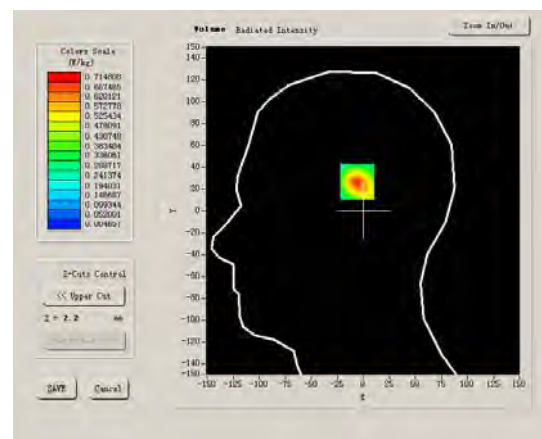 Volume Radiated Intensity
Zoom In/Out
Colors Scale
(W/kg)
0.714808
0.667465
0.620121
0.572778
0.525434
0.478091
0.430748
0.383404
0.336061
0.288717
0.241374
0.194031
0.146687
0.099344
0.052001
0.004657
Z-Cuts Control
<< Upper Cut
Z = 2.2 mm
SAVE
Cancel
150
140
120
100
80
60
40
20
0
-20
-40
-60
-80
-100
-120
-140
-150
Y
-150 -125 -100 -75 -50 -25 0 25 50 75 100 125 150
X